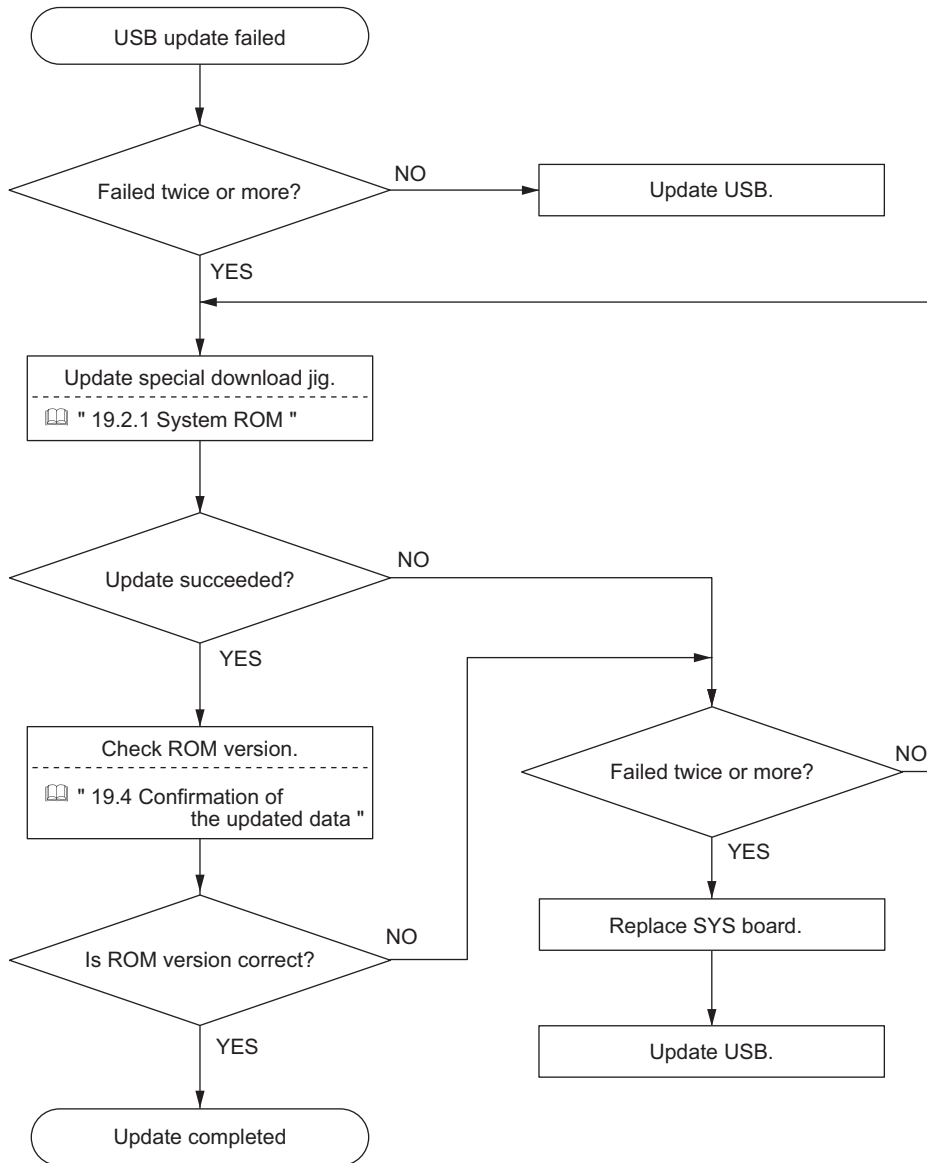 USB update failed
Failed twice or more?
NO
Update USB.
YES
Update special download jig.
" 19.2.1 System ROM "
Update succeeded?
NO
YES
Check ROM version.
" 19.4 Confirmation of
the updated data "
Failed twice or more?
NO
YES
Replace SYS board.
Is ROM version correct?
NO
Update USB.
YES
Update completed